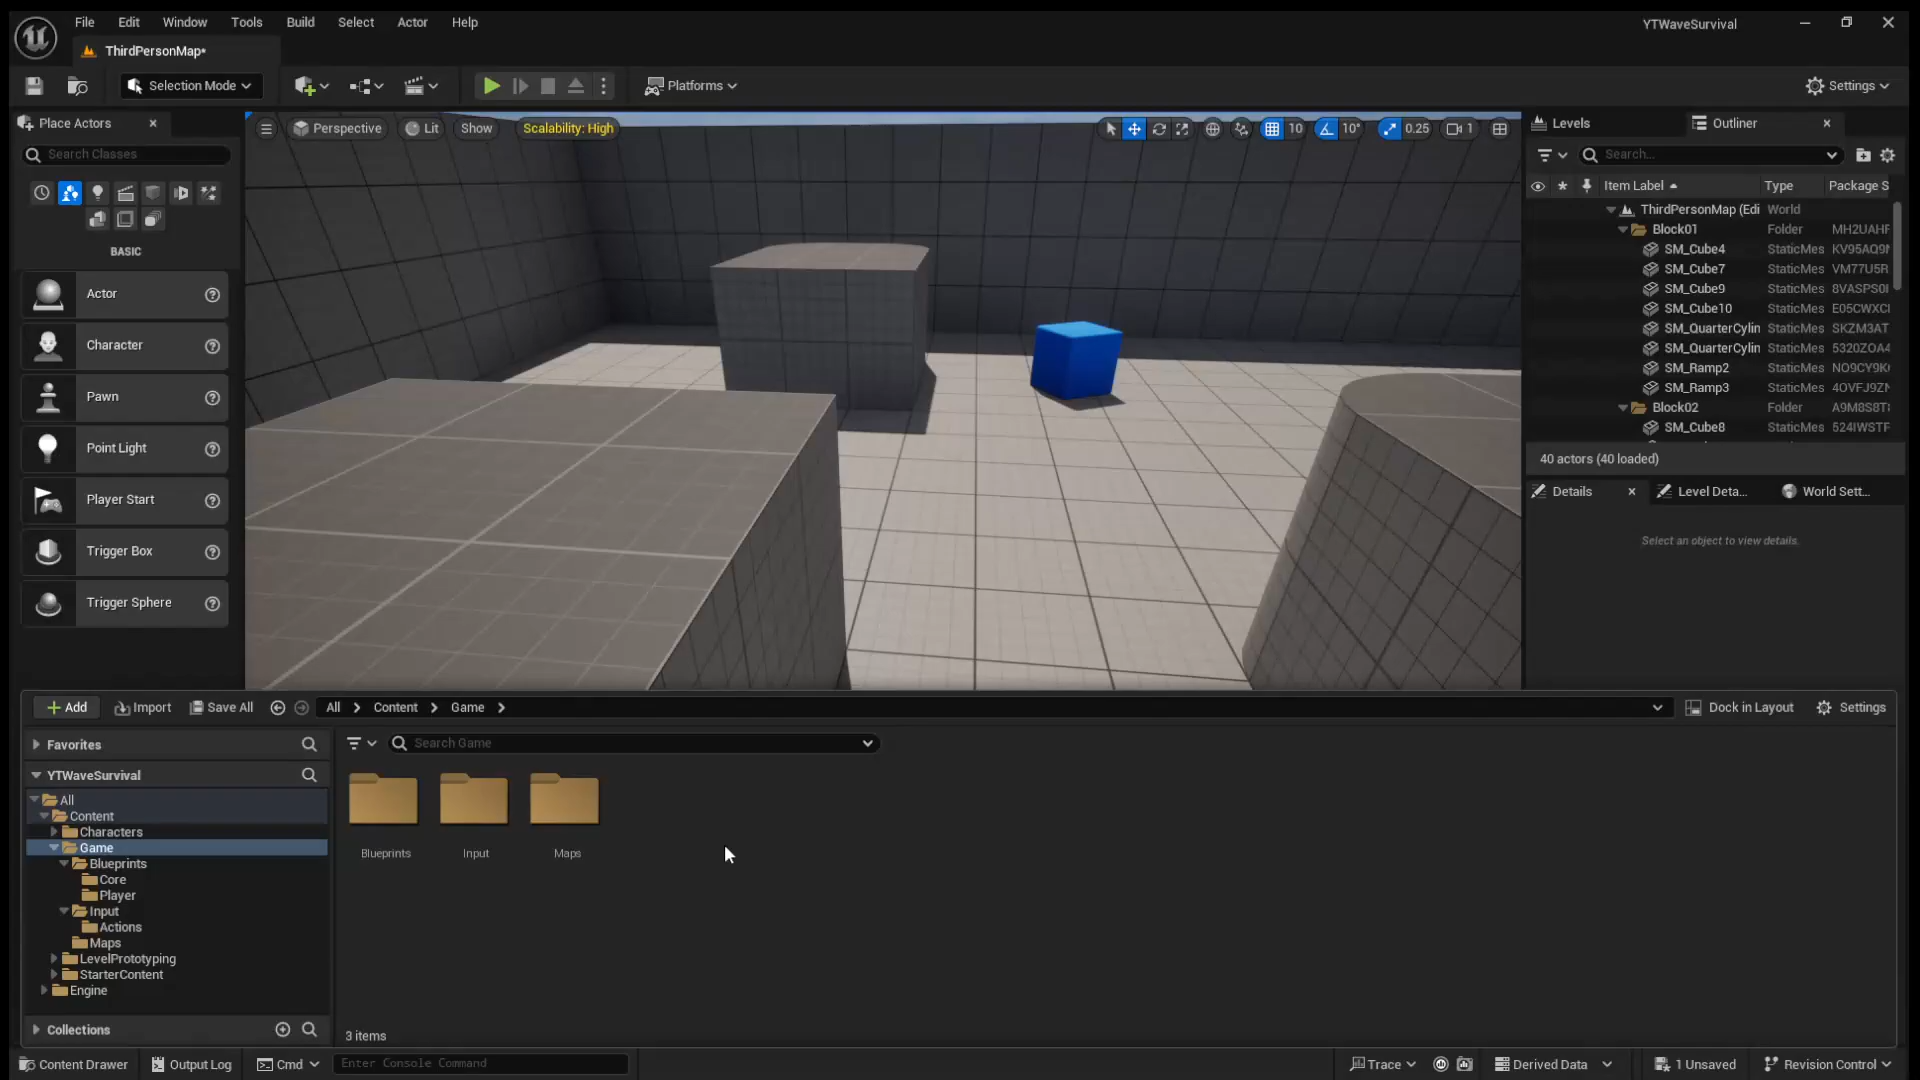 File Edit Window Tools Build Select Actor Help
YTWaveSurvival
ThirdPersonMap*
Selection Mode
Platforms
Settings
Place Actors
Search Classes
BASIC
Actor
Character
Pawn
Point Light
Player Start
Trigger Box
Trigger Sphere
Perspective Lit Show Scalability: High
10 10° 0.25 1
Levels Outliner
Search...
Item Label Type Package S
ThirdPersonMap (Edi World
Block01 Folder MH2UAHF
SM_Cube4 StaticMes KV95AQ9
SM_Cube7 StaticMes VM77U5R
SM_Cube9 StaticMes 8VASPS0
SM_Cube10 StaticMes E05CWXC
SM_QuarterCylin StaticMes SKZM3AT
SM_QuarterCylin StaticMes 5320ZOA4
SM_Ramp2 StaticMes NO9CY9K
SM_Ramp3 StaticMes 4OVFJ9Z
Block02 Folder A9M8S8T
SM_Cube8 StaticMes 524IWSTF
40 actors (40 loaded)
Details Level Deta... World Sett...
Select an object to view details.
Add Import Save All All Content Game Dock in Layout Settings
Favorites
Search Game
YTWaveSurvival
All
Content
Characters
Game
Blueprints
Core
Player
Input
Actions
Maps
LevelPrototyping
StarterContent
Engine
Collections
Blueprints Input Maps
3 items
Content Drawer Output Log Cmd Enter Console Command Trace Derived Data 1 Unsaved Revision Control